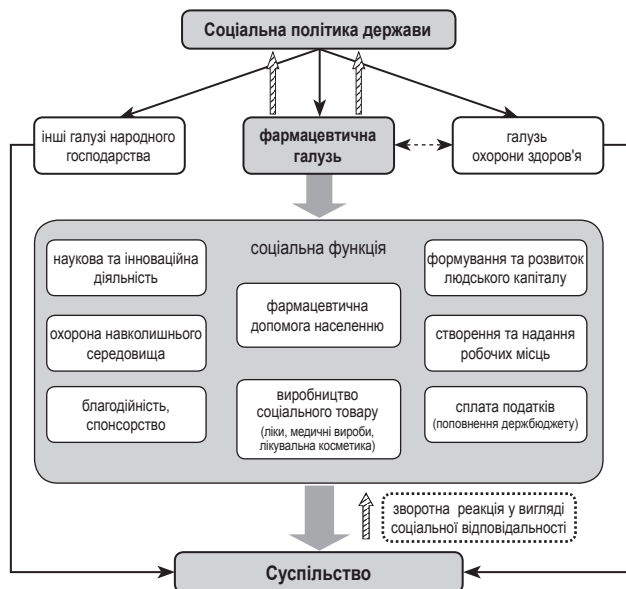 Соціальна політика держави
інші галузі народного
господарства
фармацевтична
галузь
галузь
охорони здоров'я
соціальна функція
наукова та інноваційна
діяльність
охорона навколишнього
середовища
благодійність,
спонсорство
фармацевтична
допомога населенню
виробництво
соціального товару
(ліки, медичні вироби,
лікувальна косметика)
формування та розвиток
людського капіталу
створення та надання
робочих місць
сплата податків
(поповнення держбюджету)
зворотна реакція у вигляді
соціальної відповідальності
Суспільство